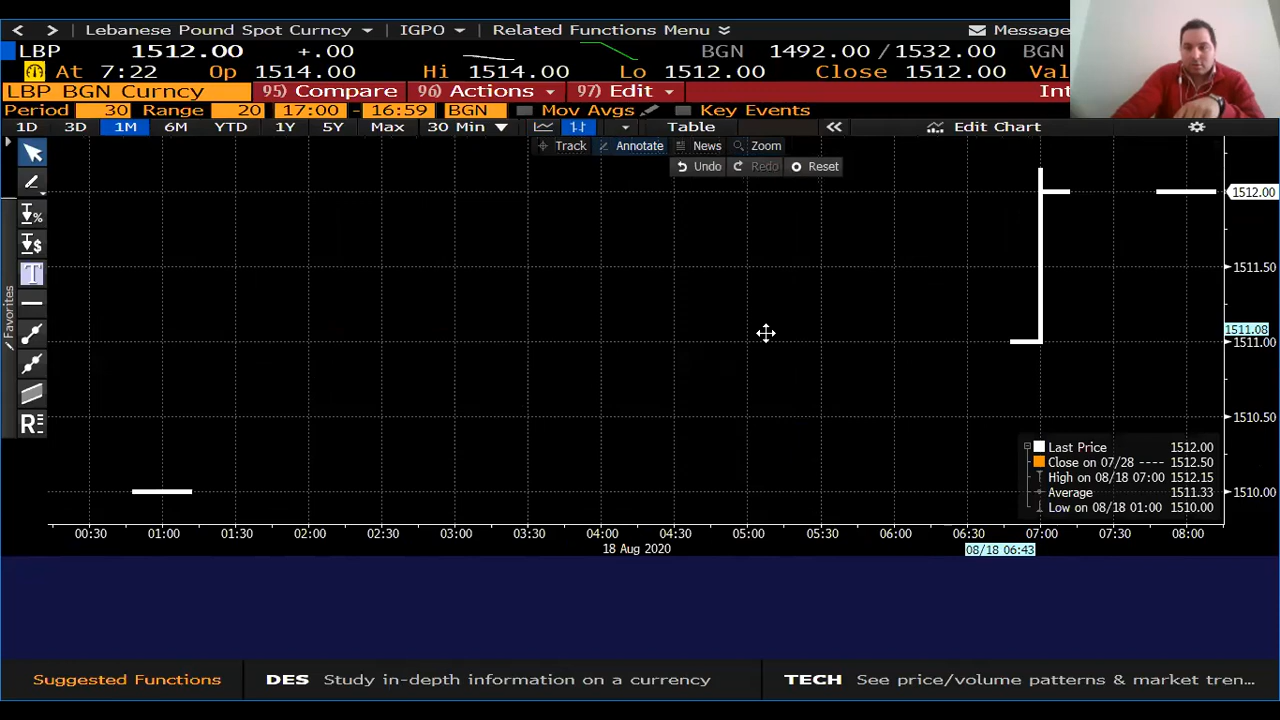 Lebanese Pound Spot Curncy IGPO Related Functions Menu Message
LBP 1512.00 +.00 BGN 1492.00 / 1532.00 BGN
At 7:22 Op 1514.00 Hi 1514.00 Lo 1512.00 Close 1512.00 Val
LBP BGN Curncy 95) Compare 96) Actions 97) Edit Int
Period 30 Range 20 17:00 - 16:59 BGN Mov Avgs Key Events
1D 3D 1M 6M YTD 1Y 5Y Max 30 Min Table Edit Chart
Track Annotate News Zoom
Undo Redo Reset
1512.00
%
$
T
1511.50
Favorites
1511.08
1511.00
R
1510.50
Last Price 1512.00
Close on 07/28 ---- 1512.50
High on 08/18 07:00 1512.15
Average 1511.33
Low on 08/18 01:00 1510.00
1510.00
00:30 01:00 01:30 02:00 02:30 03:00 03:30 04:00 04:30 05:00 05:30 06:00 06:30 07:00 07:30 08:00
18 Aug 2020 08/18 06:43
Suggested Functions DES Study in-depth information on a currency TECH See price/volume patterns & market tren...